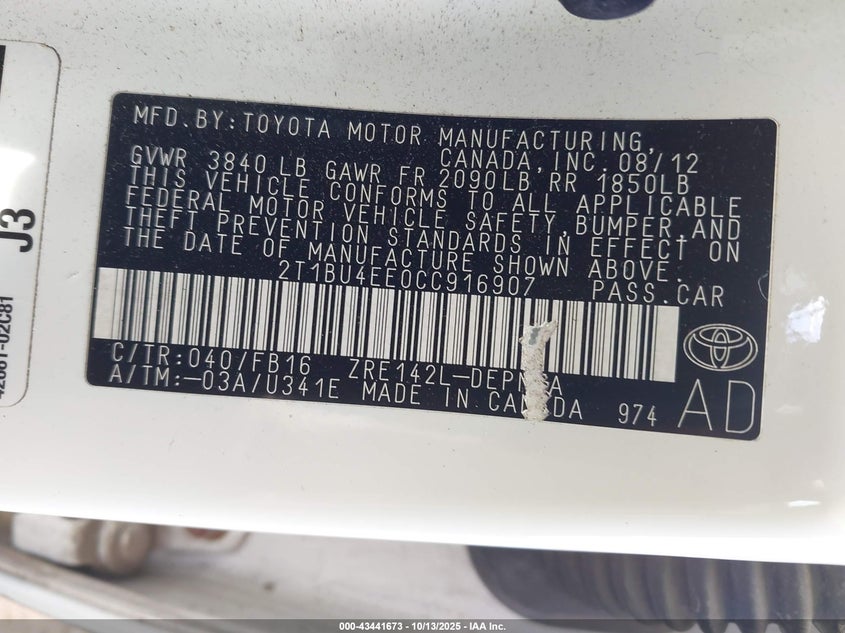 MFD.BY:TOYOTA MOTOR MANUFACTURING,
CANADA,INC.08/12
GVWR 3840 LB GAWR FR 2090LB RR 1850LB
THIS VEHICLE CONFORMS TO ALL APPLICABLE
FEDERAL MOTOR VEHICLE SAFETY,BUMPER,AND
THEFT PREVENTION STANDARDS IN EFFECT ON
THE DATE OF MANUFACTURE SHOWN ABOVE.
2T1BU4EE0CC916907 PASS.CAR
C/TR:040/FB16 ZRE142L-
A/TM:-03A/U341E MADE IN CANADA 974
AD
J3
000-43441673 | 10/13/2025 | IAA Inc.